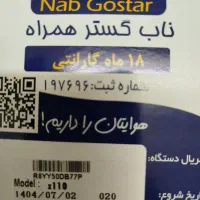 Nab Gostar
ناب گستر همراه
۱۸ ماه گارانتی
شماره ثبت: ۱۹۷۶۹۶
هوایتان را داریم!
سریال دستگاه:
R8YY50DB77P
Model: x110
1404/07/02 020
تاریخ شروع: